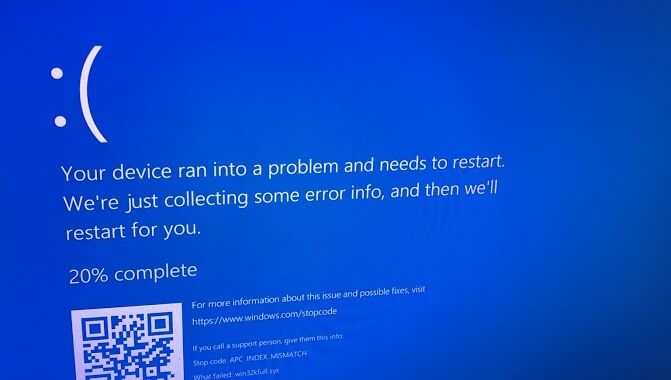 :(
Your device ran into a problem and needs to restart.
We're just collecting some error info, and then we'll
restart for you.
20% complete
For more information about this issue and possible fixes, visit
https://www.windows.com/stopcode
If you call a support person, give them this info:
Stop code: APC_INDEX_MISMATCH
What failed: win32kfull.sys